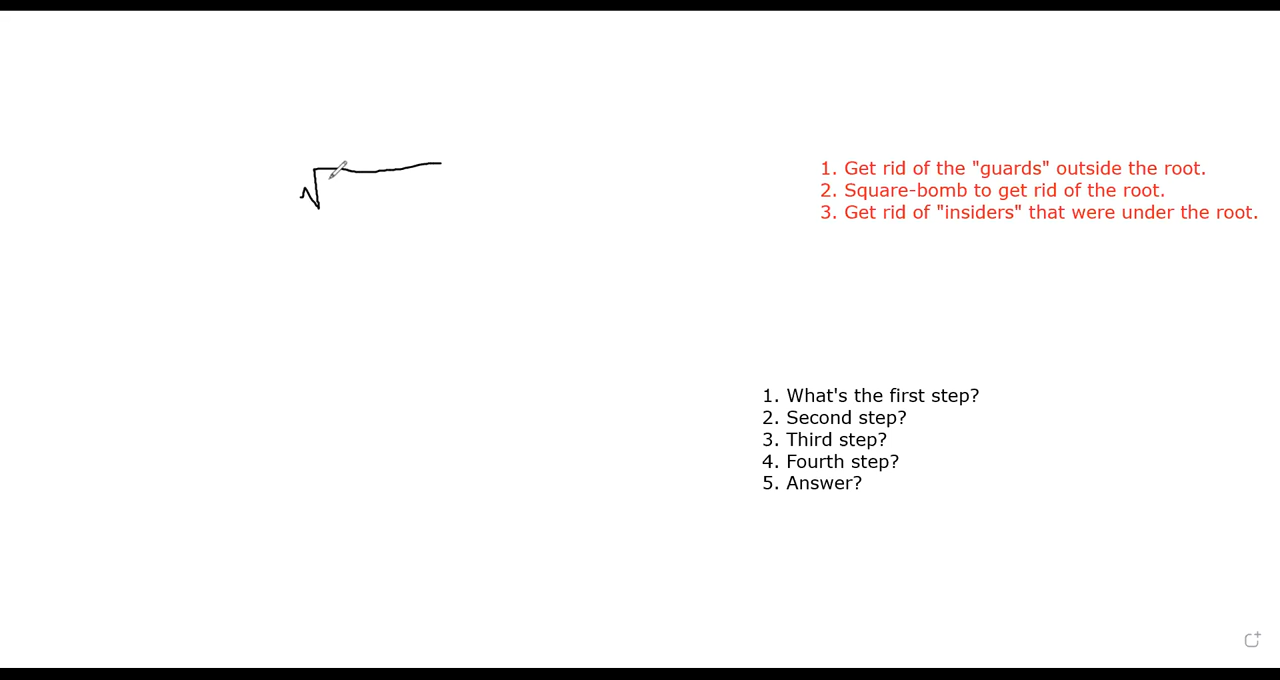 1. Get rid of the "guards" outside the root.
2. Square-bomb to get rid of the root.
3. Get rid of "insiders" that were under the root.
1. What's the first step?
2. Second step?
3. Third step?
4. Fourth step?
5. Answer?